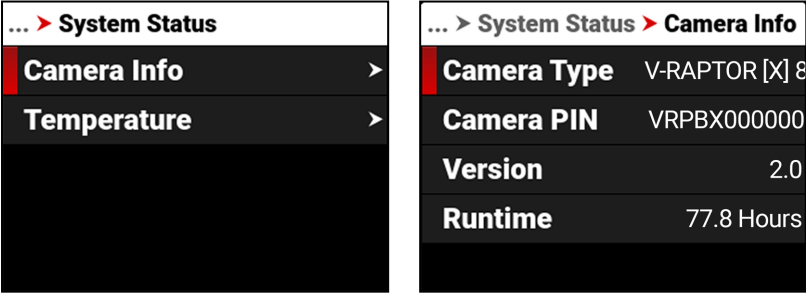 ... > System Status
Camera Info >
Temperature >
... > System Status > Camera Info
Camera Type V-RAPTOR [X] 8
Camera PIN VRPBX000000
Version 2.0
Runtime 77.8 Hours